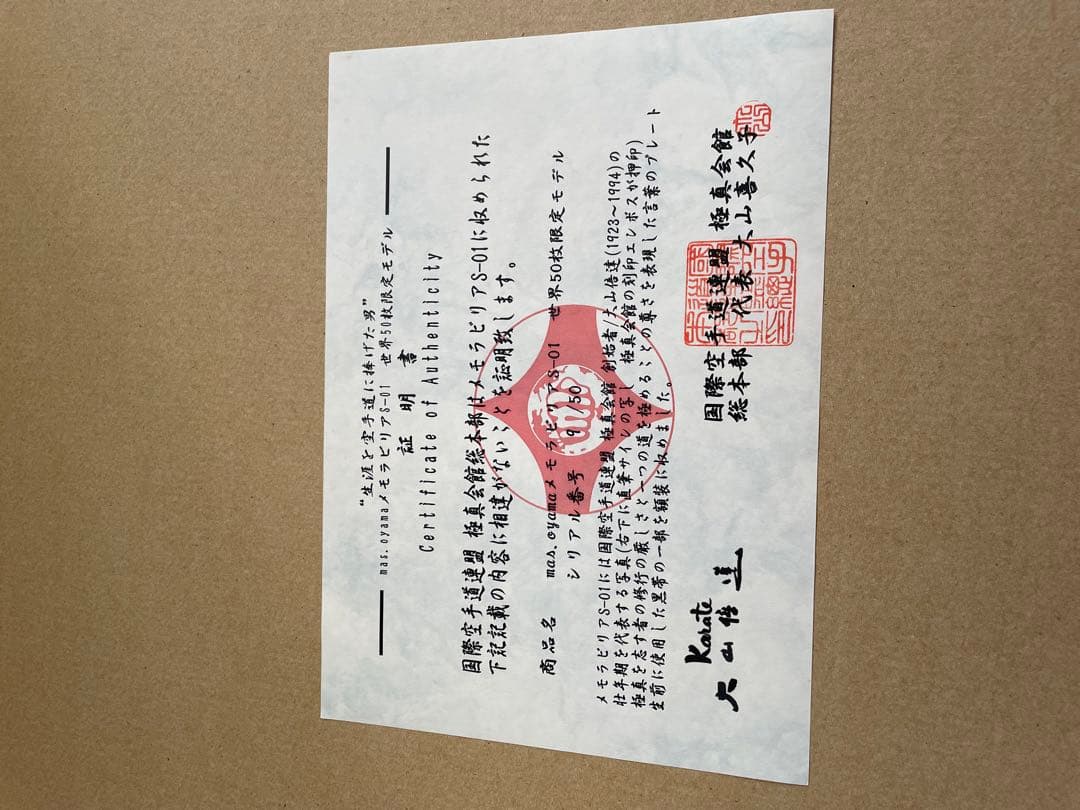 “生涯を空手道に捧げた男”
mas.oyamaメモラビリアS-01 世界50枚限定モデル
証明書
Certificate of Authenticity
国際空手道連盟 極真会館総本部はメモラビリアS-01に収められた
下記記載の内容に相違がないことを証明致します。
商品名 mas.oyamaメモラビリアS-01 世界50枚限定モデル
シリアル番号 9/50
メモラビリアS-01には国際空手道連盟 極真会館 創始者/大山倍達(1923~1994)の
壮年期を代表する写真(右下に直筆サインの写し 極真会館の刻印エンボスが押印)
極真を志す者の修行の厳しさと一つの道を極めることの尊さを表現した言葉のプレート
生前に使用した黒帯の一部を額装に収めました。
国際空手道連盟 極真会館
総本部 代表 大山喜久子
Karate
大山倍達